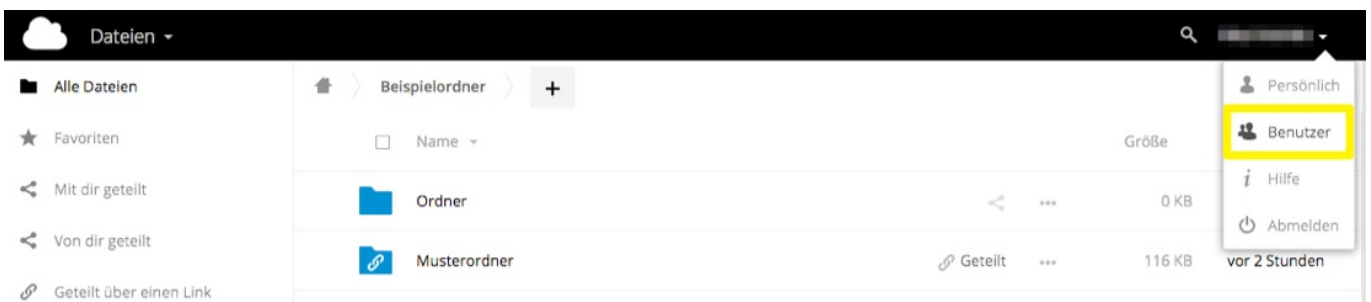 Dateien
Alle Dateien
Favoriten
Mit dir geteilt
Von dir geteilt
Geteilt über einen Link
Beispielordner +
Name Größe
Ordner 0 KB
Musterordner Geteilt 116 KB vor 2 Stunden
Persönlich
Benutzer
Hilfe
Abmelden